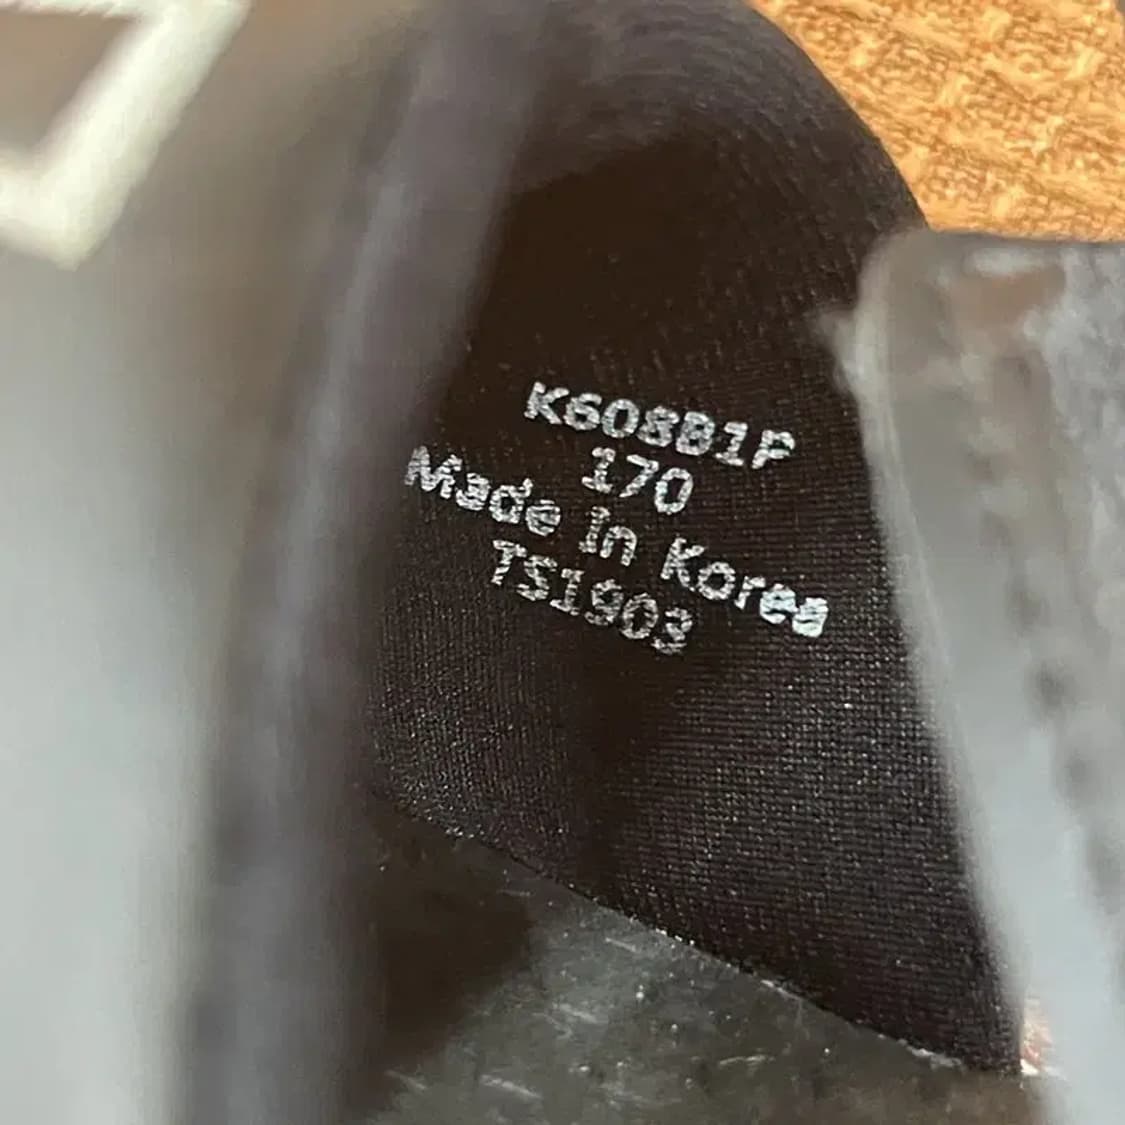 K608B1P
170
Made In Korea
TS1903